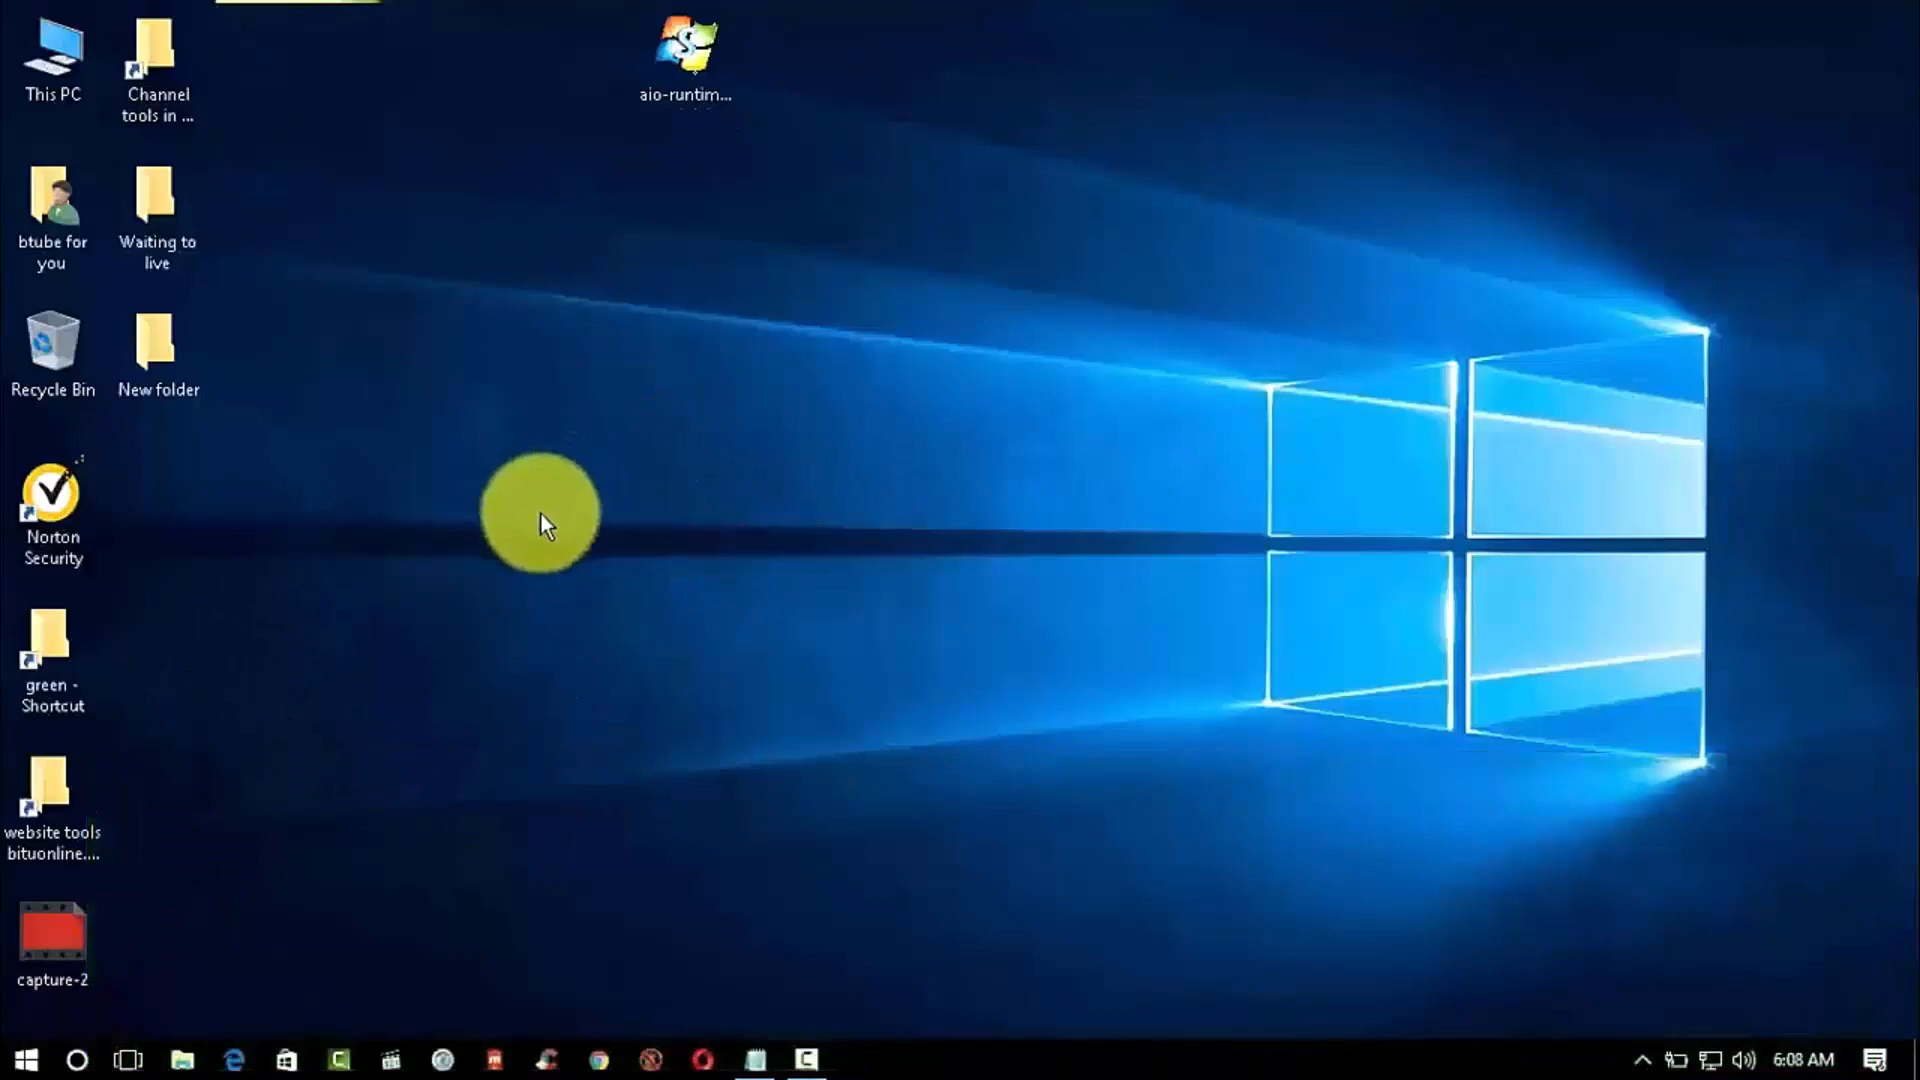 This PC
Channel
tools in ...
aio-runtim...
btube for
you
Waiting to
live
Recycle Bin
New folder
Norton
Security
green -
Shortcut
website tools
bituonline....
capture-2
6:08 AM